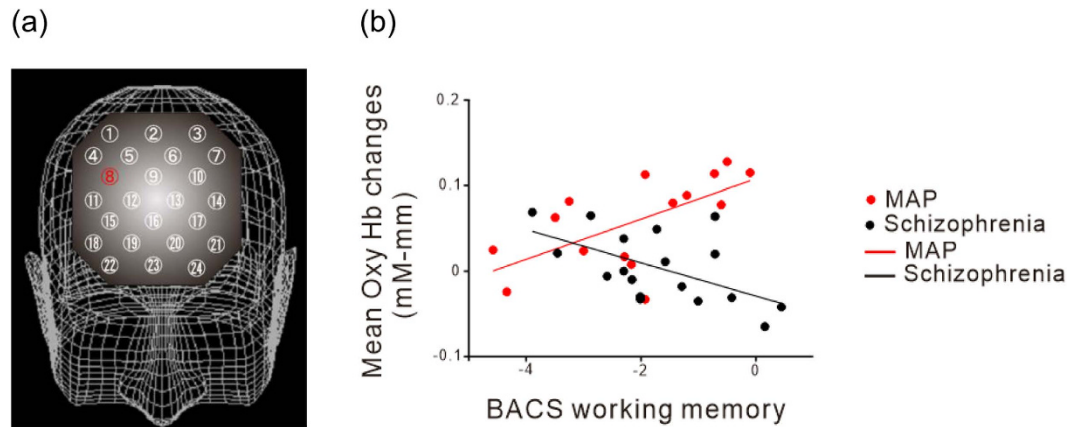 (a)
(b)
① ② ③
④ ⑤ ⑥ ⑦
⑧ ⑨ ⑩
⑪ ⑫ ⑬ ⑭
⑮ ⑯ ⑰
⑱ ⑲ ⑳ ㉑
㉒ ㉓ ㉔
Mean Oxy Hb changes
(mM-mm)
0.2
0.1
0
-0.1
-4
-2
0
BACS working memory
MAP
Schizophrenia
MAP
Schizophrenia